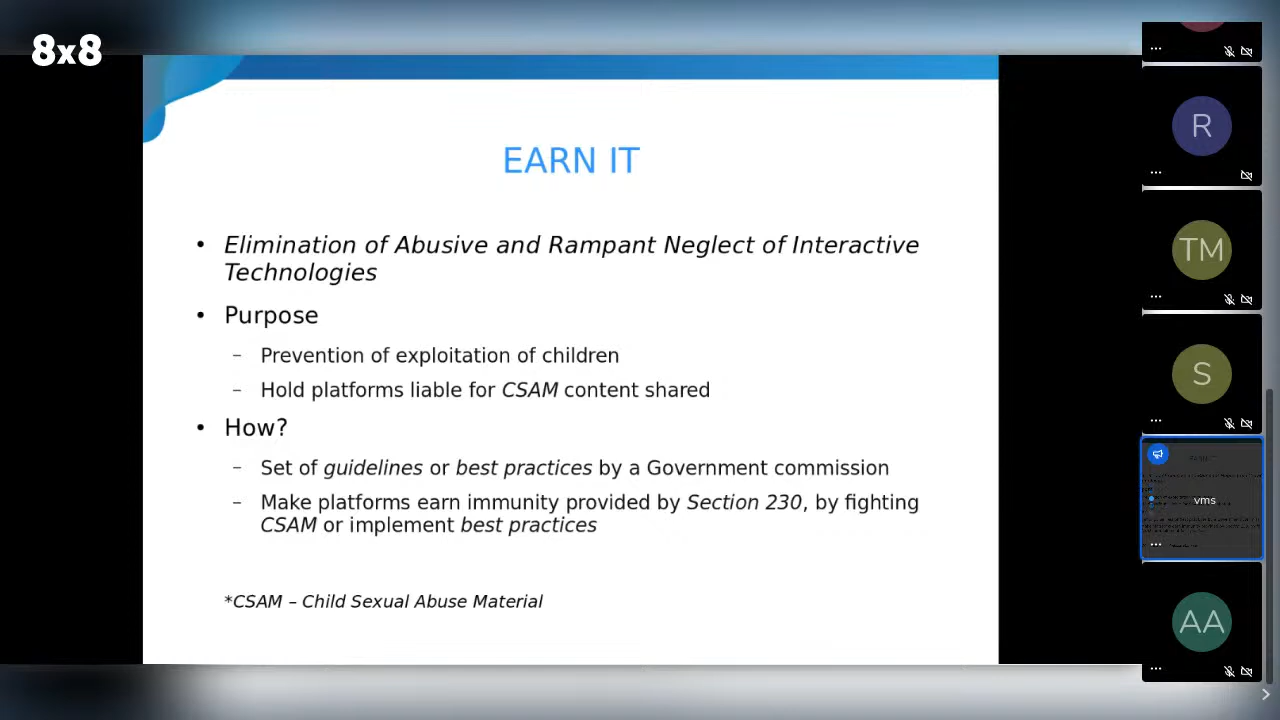 8x8
EARN IT
• Elimination of Abusive and Rampant Neglect of Interactive
Technologies
• Purpose
– Prevention of exploitation of children
– Hold platforms liable for CSAM content shared
• How?
– Set of guidelines or best practices by a Government commission
– Make platforms earn immunity provided by Section 230, by fighting
CSAM or implement best practices
*CSAM – Child Sexual Abuse Material
R
TM
S
vms
AA